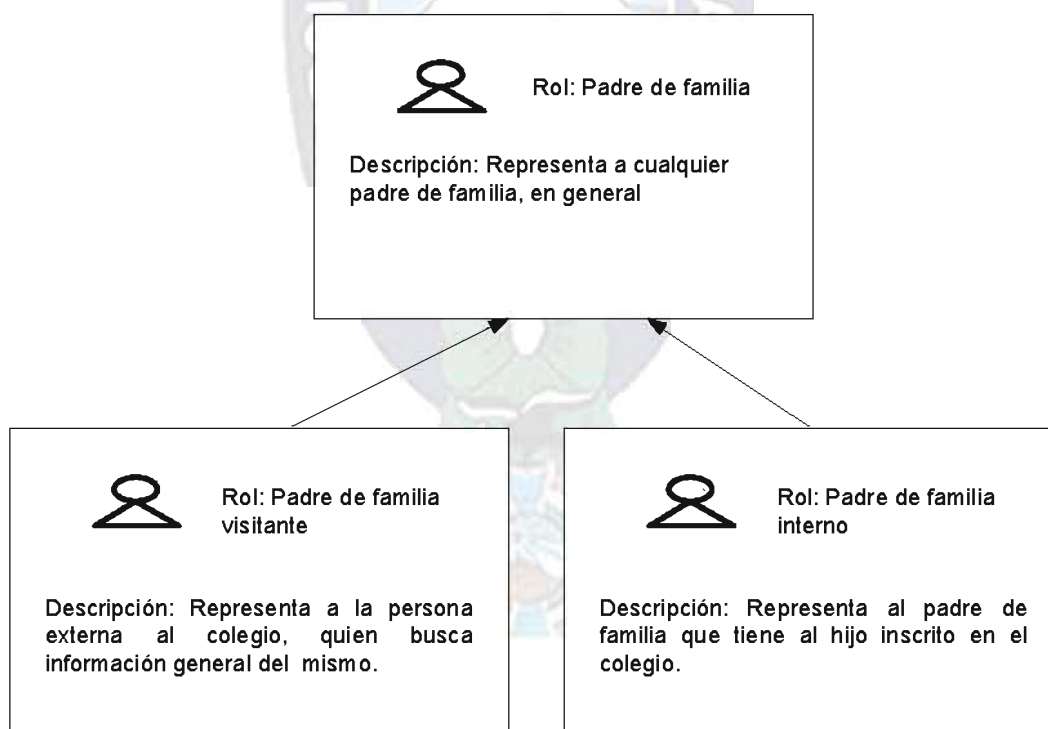 Rol: Padre de familia
Descripción: Representa a cualquier
padre de familia, en general
Rol: Padre de familia
visitante
Descripción: Representa a la persona
externa al colegio, quien busca
información general del mismo.
Rol: Padre de familia
interno
Descripción: Representa al padre de
familia que tiene al hijo inscrito en el
colegio.